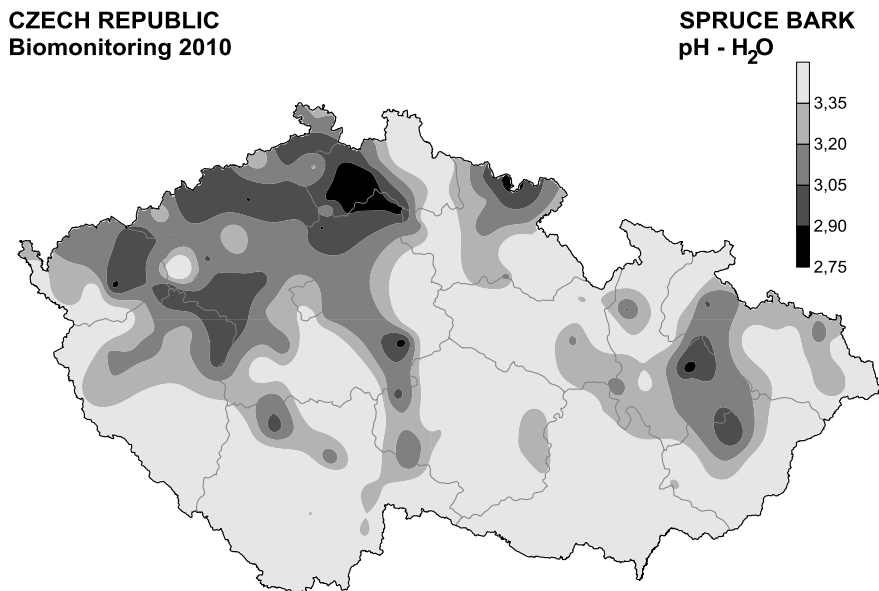 CZECH REPUBLIC
Biomonitoring 2010
SPRUCE BARK
pH - H2O
3,35
3,20
3,05
2,90
2,75